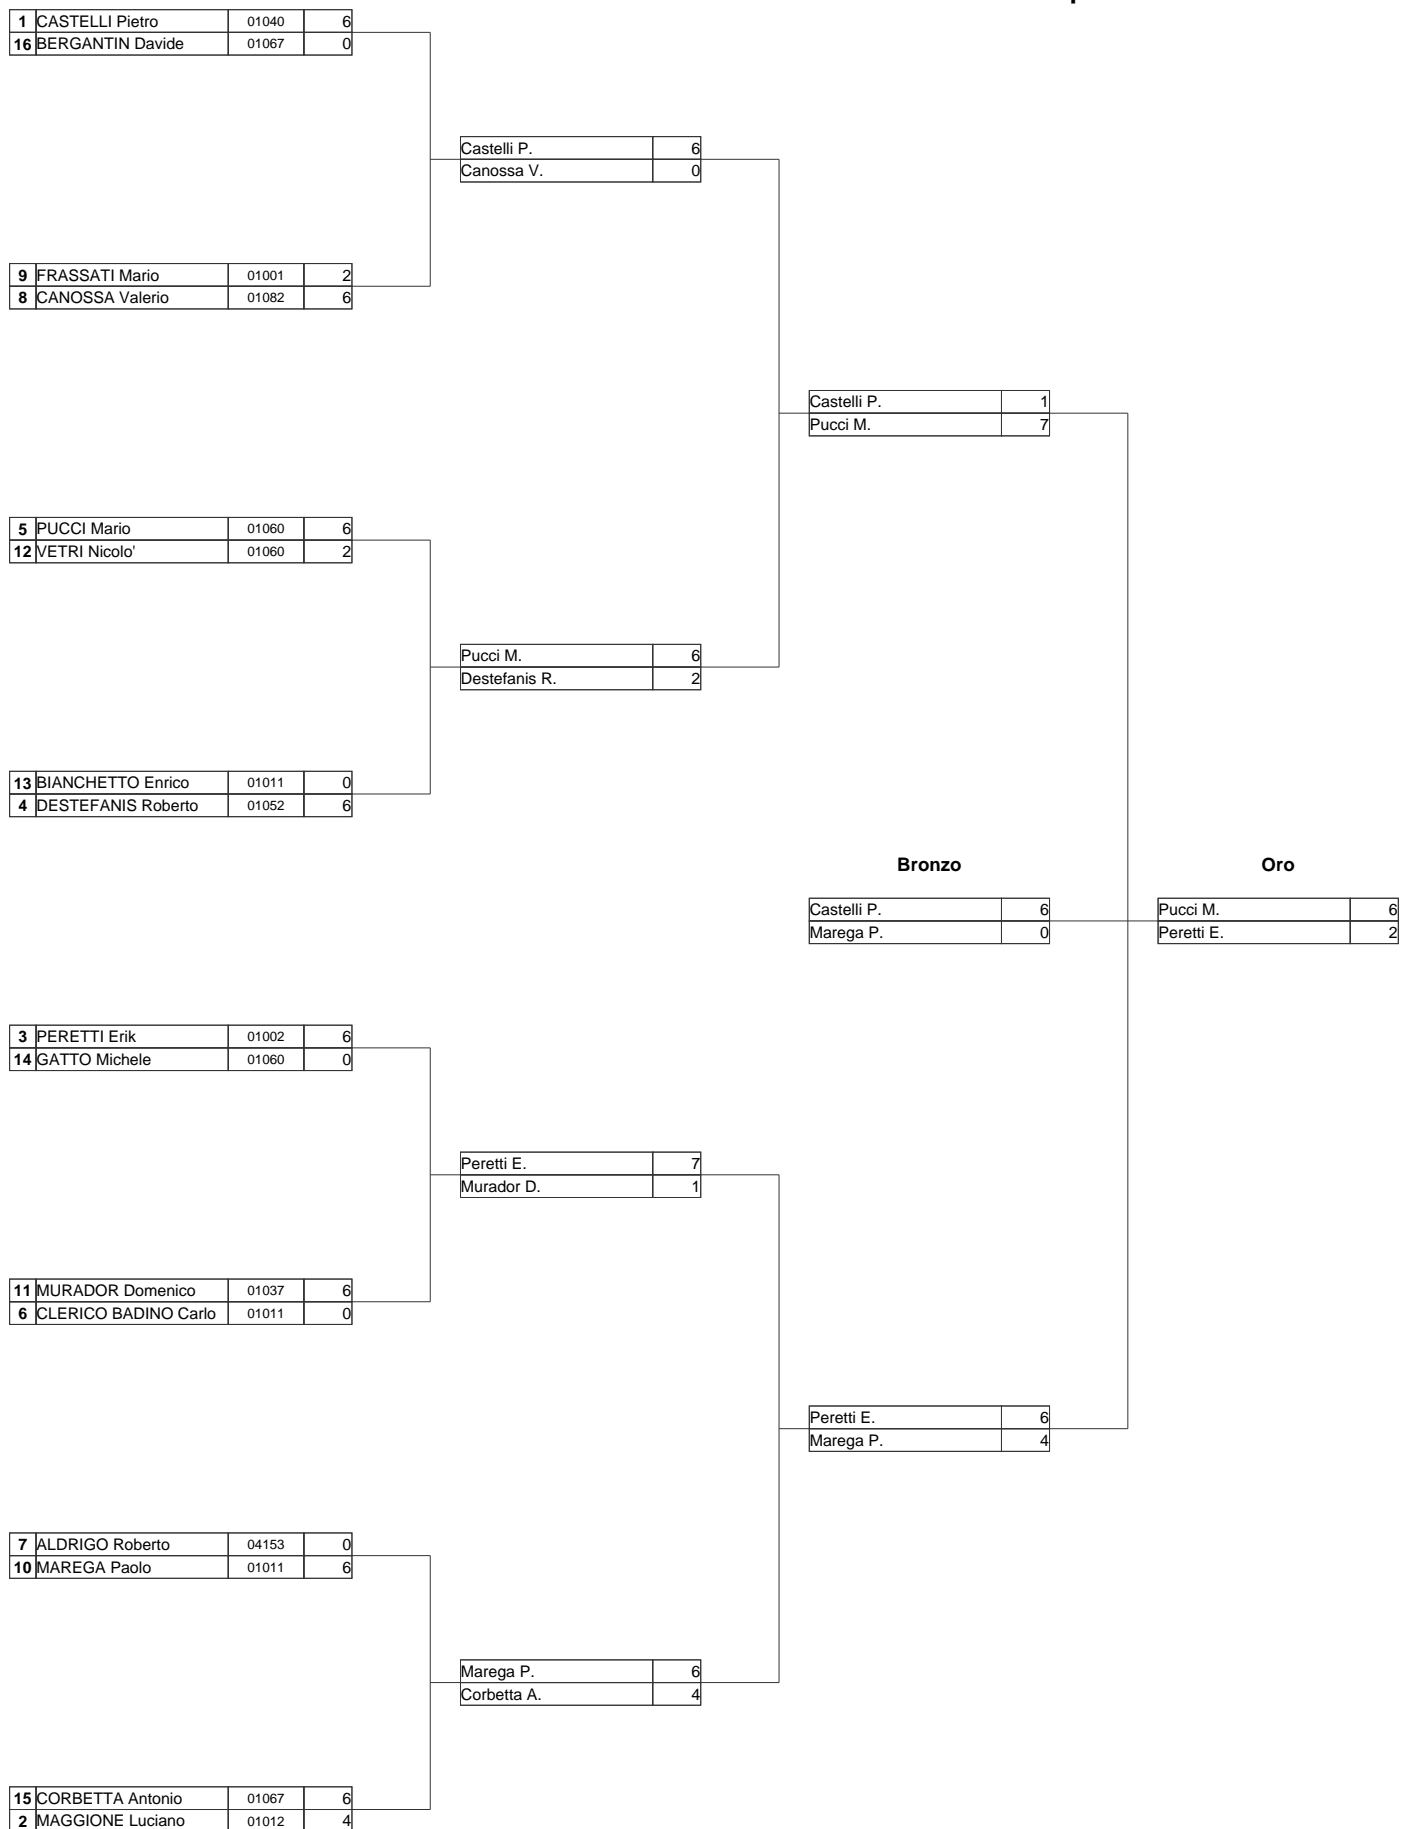 1 CASTELLI Pietro 01040 6
16 BERGANTIN Davide 01067 0
Castelli P. 6
Canossa V. 0
9 FRASSATI Mario 01001 2
8 CANOSSA Valerio 01082 6
Castelli P. 1
Pucci M. 7
5 PUCCI Mario 01060 6
12 VETRI Nicolo' 01060 2
Pucci M. 6
Destefanis R. 2
13 BIANCHETTO Enrico 01011 0
4 DESTEFANIS Roberto 01052 6
Bronzo Oro
Castelli P. 6 Pucci M. 6
Marega P. 0 Peretti E. 2
3 PERETTI Erik 01002 6
14 GATTO Michele 01060 0
Peretti E. 7
Murador D. 1
11 MURADOR Domenico 01037 6
6 CLERICO BADINO Carlo 01011 0
Peretti E. 6
Marega P. 4
7 ALDRIGO Roberto 04153 0
10 MAREGA Paolo 01011 6
Marega P. 6
Corbetta A. 4
15 CORBETTA Antonio 01067 6
2 MAGGIONE Luciano 01012 4